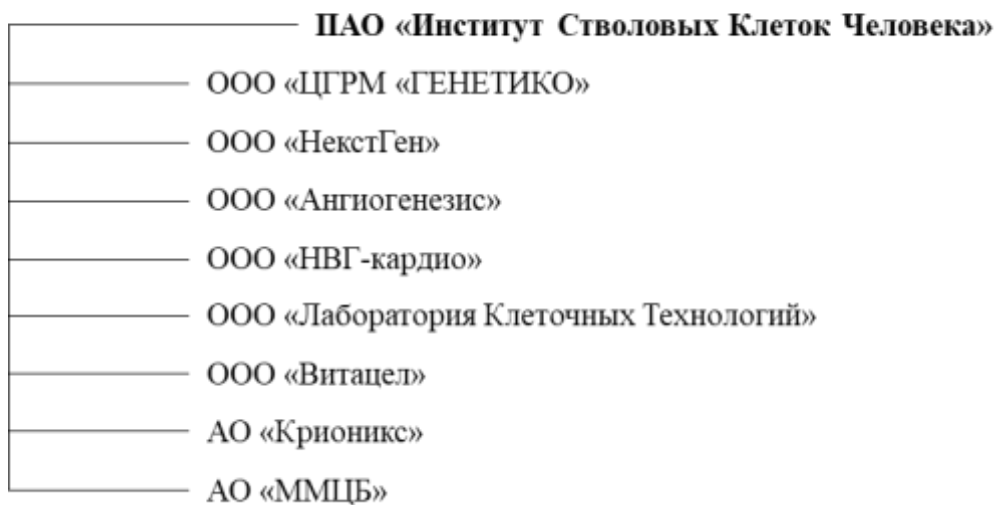 ПАО «Институт Стволовых Клеток Человека»
ООО «ЦГРМ «ГЕНЕТИКО»
ООО «НекстГен»
ООО «Ангиогенезис»
ООО «НВГ-кардио»
ООО «Лаборатория Клеточных Технологий»
ООО «Витацел»
АО «Крионикс»
АО «ММЦБ»